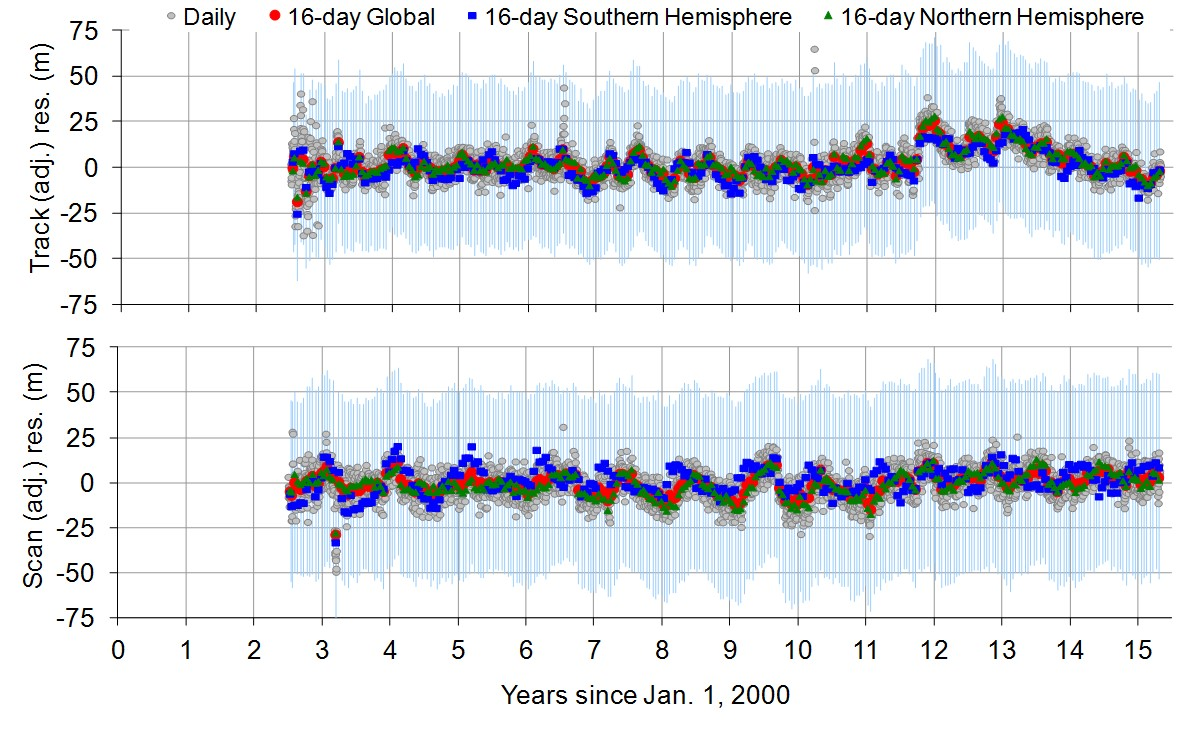 Daily 16-day Global 16-day Southern Hemisphere 16-day Northern Hemisphere
Track (adj.) res. (m)
75
50
25
0
-25
-50
-75
Scan (adj.) res. (m)
75
50
25
0
-25
-50
-75
0 1 2 3 4 5 6 7 8 9 10 11 12 13 14 15
Years since Jan. 1, 2000